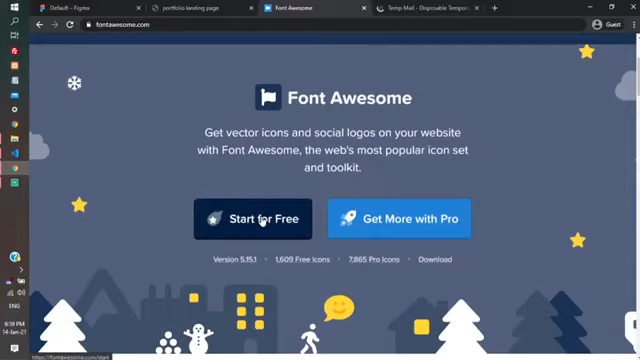 Default – Figma
portfolio landing page
Font Awesome
Temp Mail - Disposable Tempora
fontawesome.com
Guest
Font Awesome
Get vector icons and social logos on your website
with Font Awesome, the web's most popular icon set
and toolkit.
Start for Free
Get More with Pro
Version 5.15.1 · 1,609 Free Icons · 7,865 Pro Icons · Download
ENG
6:59 PM
14-Jan-21
https://fontawesome.com/start